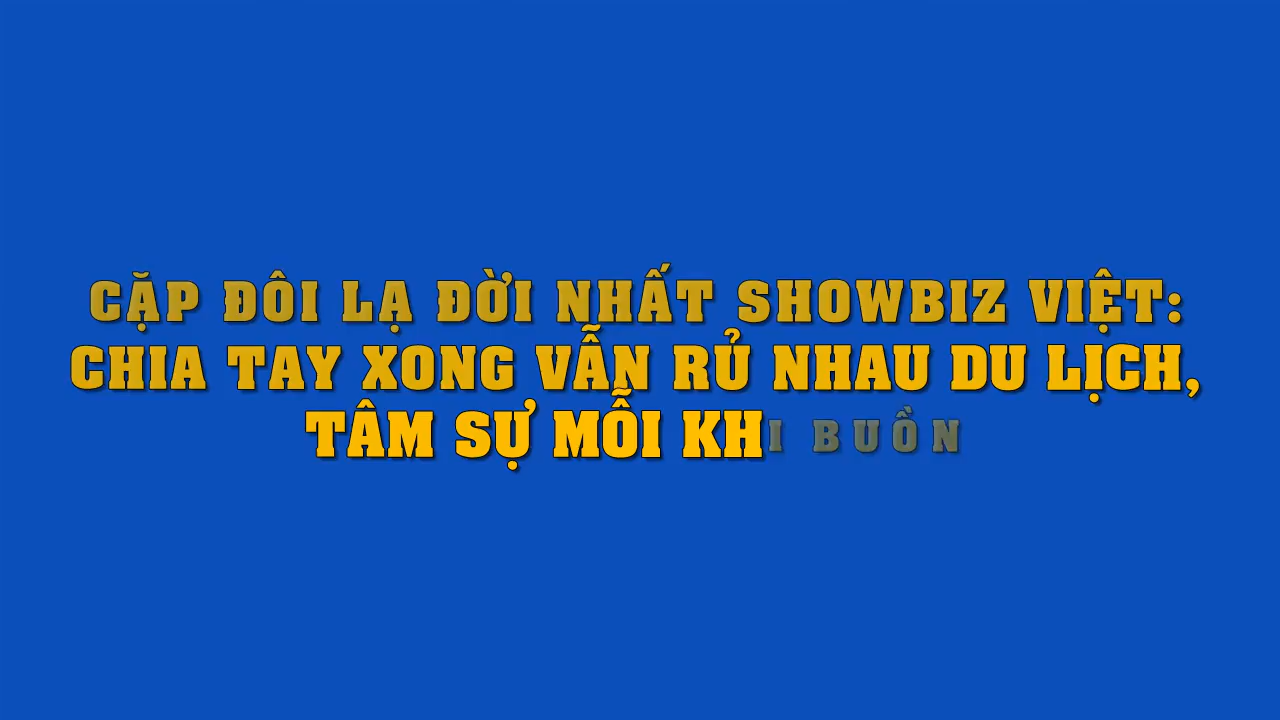 CẶP ĐÔI LẠ ĐỜI NHẤT SHOWBIZ VIỆT:
CHIA TAY XONG VẪN RỦ NHAU DU LỊCH,
TÂM SỰ MỖI KHI BUỒN